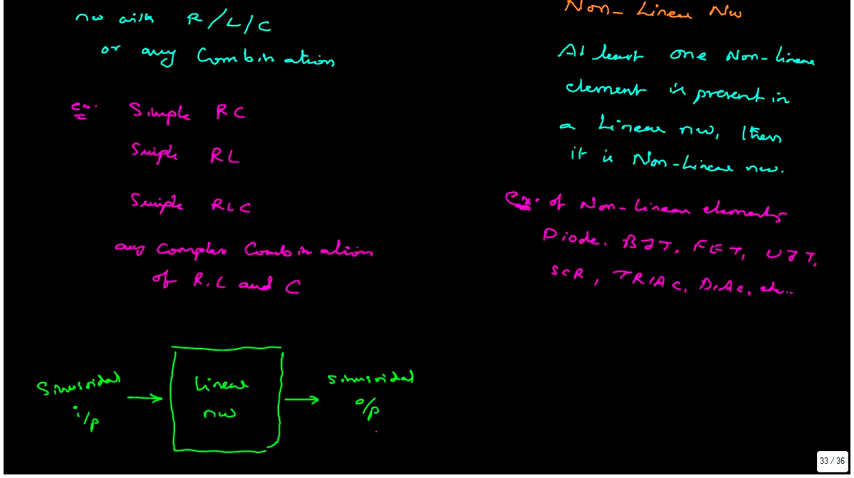 nw with R/L/C
or any Combination
ex: Simple RC
Simple RL
Simple RLC
any Complex Combination
of R, L and C
Sinusoidal
i/p
Linear
nw
Sinusoidal
o/p
Non-Linear Nw
At least one Non-linear
element is present in
a Linear nw, then
it is Non-Linear nw.
Ex: of Non-Linear elements
Diode, BJT, FET, UJT,
SCR, TRIAC, DIAC, etc..
33 / 36